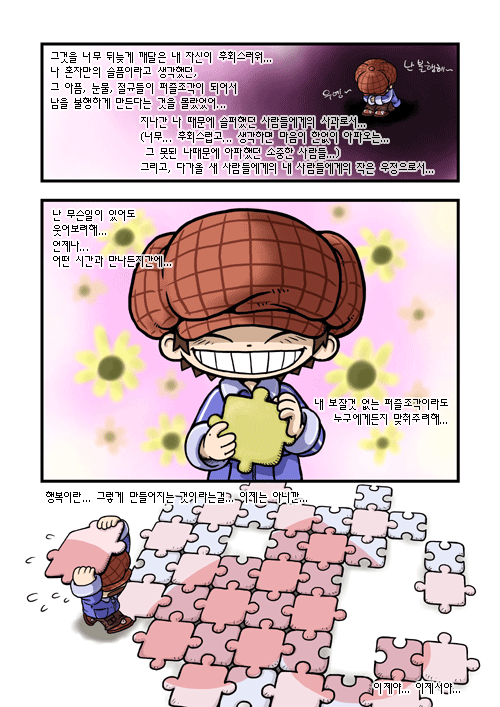 그것을 너무 뒤늦게 깨달은 내 자신이 후회스러워...
나 혼자만의 슬픔이라고 생각했던,
그 아픔, 눈물, 절규들이 퍼즐조각이 되어서
남을 불행하게 만든다는 것을 몰랐었어...
난 불행해~
우엥~
지나간 나 때문에 슬퍼했던 사람들에게의 사과로서...
(너무... 후회스럽고... 생각하면 마음이 한없이 아파오는...
그 못된 나때문에 아파했던 소중한 사람들...)
그리고, 다가올 새 사람들에게의 내 사람들에게의 작은 우정으로서...
난 무슨일이 있어도
웃어보려해...
언제나...
어떤 시간과 만나든지간에...
내 보잘것 없는 퍼즐조각이라도
누구에게든지 맞춰주려해...
행복이란... 그렇게 만들어지는 것이라는걸... 이제는 아니깐...
이제야... 이제서야...